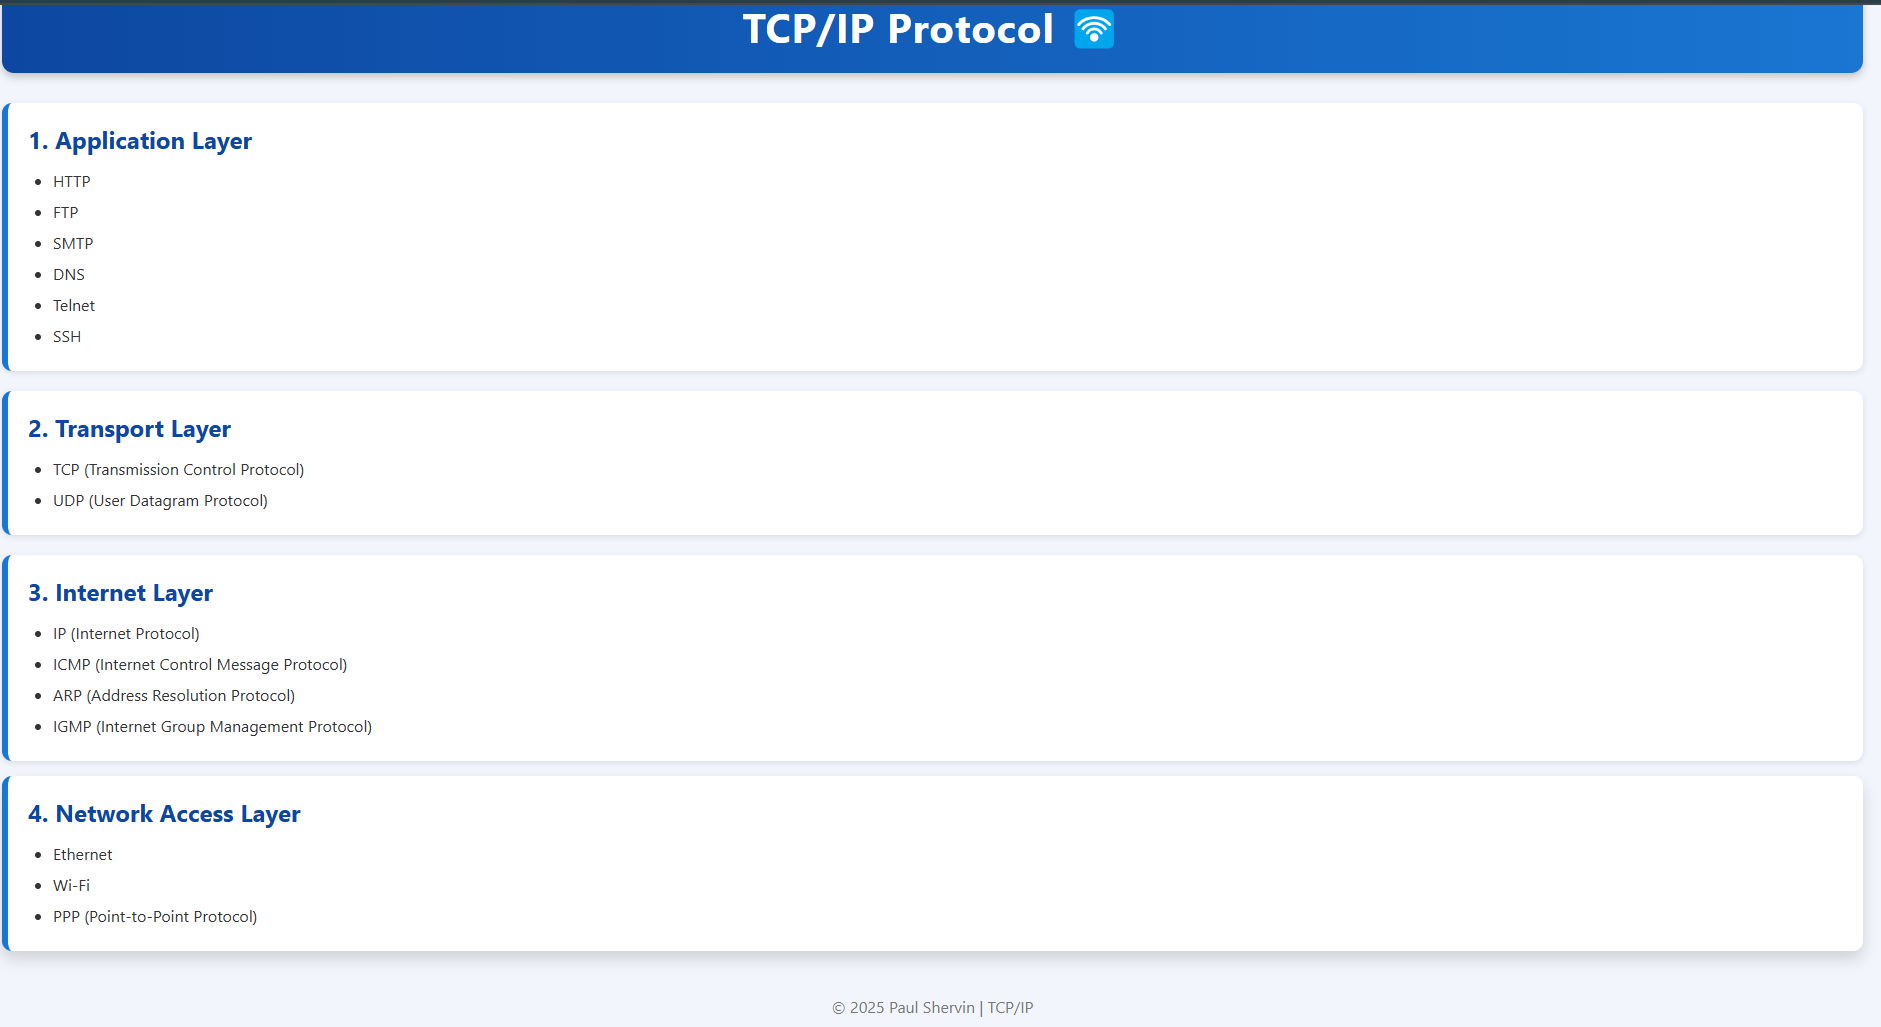 TCP/IP Protocol
1. Application Layer
HTTP
FTP
SMTP
DNS
Telnet
SSH
2. Transport Layer
TCP (Transmission Control Protocol)
UDP (User Datagram Protocol)
3. Internet Layer
IP (Internet Protocol)
ICMP (Internet Control Message Protocol)
ARP (Address Resolution Protocol)
IGMP (Internet Group Management Protocol)
4. Network Access Layer
Ethernet
Wi-Fi
PPP (Point-to-Point Protocol)
© 2025 Paul Shervin | TCP/IP